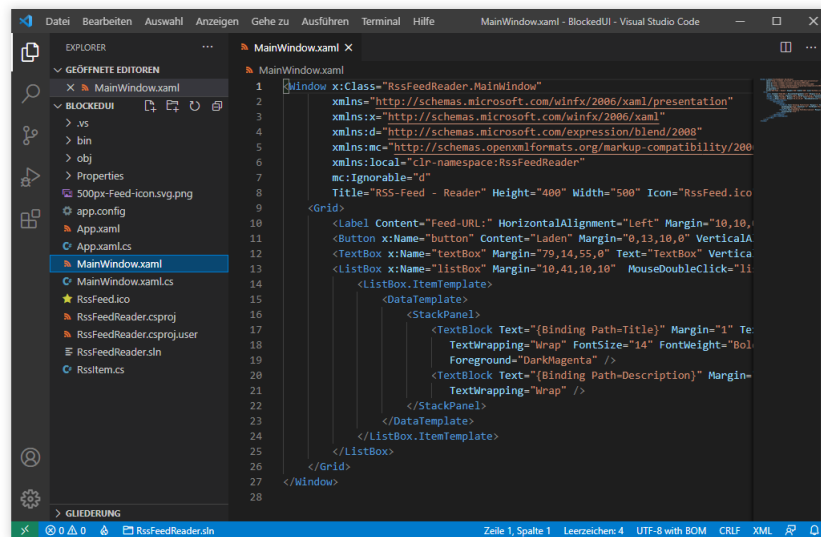 Datei Bearbeiten Auswahl Anzeigen Gehe zu Ausführen Terminal Hilfe MainWindow.xaml - BlockedUI - Visual Studio Code
EXPLORER
GEÖFFNETE EDITOREN
MainWindow.xaml
BLOCKEDUI
.vs
bin
obj
Properties
500px-Feed-icon.svg.png
app.config
App.xaml
App.xaml.cs
MainWindow.xaml
MainWindow.xaml.cs
RssFeed.ico
RssFeedReader.csproj
RssFeedReader.csproj.user
RssFeedReader.sln
RssItem.cs
GLIEDERUNG
MainWindow.xaml
MainWindow.xaml
1 <Window x:Class="RssFeedReader.MainWindow"
2 xmlns="http://schemas.microsoft.com/winfx/2006/xaml/presentation"
3 xmlns:x="http://schemas.microsoft.com/winfx/2006/xaml"
4 xmlns:d="http://schemas.microsoft.com/expression/blend/2008"
5 xmlns:mc="http://schemas.openxmlformats.org/markup-compatibility/200
6 xmlns:local="clr-namespace:RssFeedReader"
7 mc:Ignorable="d"
8 Title="RSS-Feed - Reader" Height="400" Width="500" Icon="RssFeed.ico
9 <Grid>
10 <Label Content="Feed-URL:" HorizontalAlignment="Left" Margin="10,10,
11 <Button x:Name="button" Content="Laden" Margin="0,13,10,0" VerticalA
12 <TextBox x:Name="textBox" Margin="79,14,55,0" Text="TextBox" Vertica
13 <ListBox x:Name="listBox" Margin="10,41,10,10" MouseDoubleClick="li
14 <ListBox.ItemTemplate>
15 <DataTemplate>
16 <StackPanel>
17 <TextBlock Text="{Binding Path=Title}" Margin="1" Te
18 TextWrapping="Wrap" FontSize="14" FontWeight="Bol
19 Foreground="DarkMagenta" />
20 <TextBlock Text="{Binding Path=Description}" Margin=
21 TextWrapping="Wrap" />
22 </StackPanel>
23 </DataTemplate>
24 </ListBox.ItemTemplate>
25 </ListBox>
26 </Grid>
27 </Window>
28
0 0 RssFeedReader.sln Zeile 1, Spalte 1 Leerzeichen: 4 UTF-8 with BOM CRLF XML